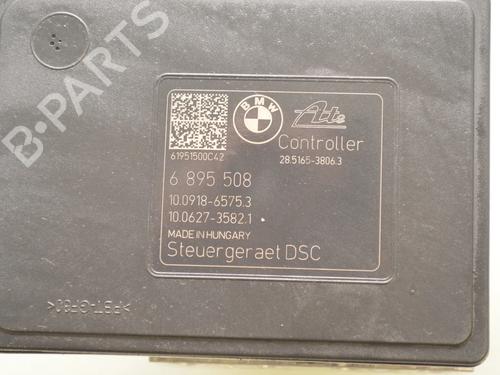 B-PARTS
BMW
Ate
61951500C42
Controller
28.5165-3806.3
6 895 508
10.0918-6575.3
10.0627-3582.1
MADE IN HUNGARY
Steuergeraet DSC
>PBT-GF30<